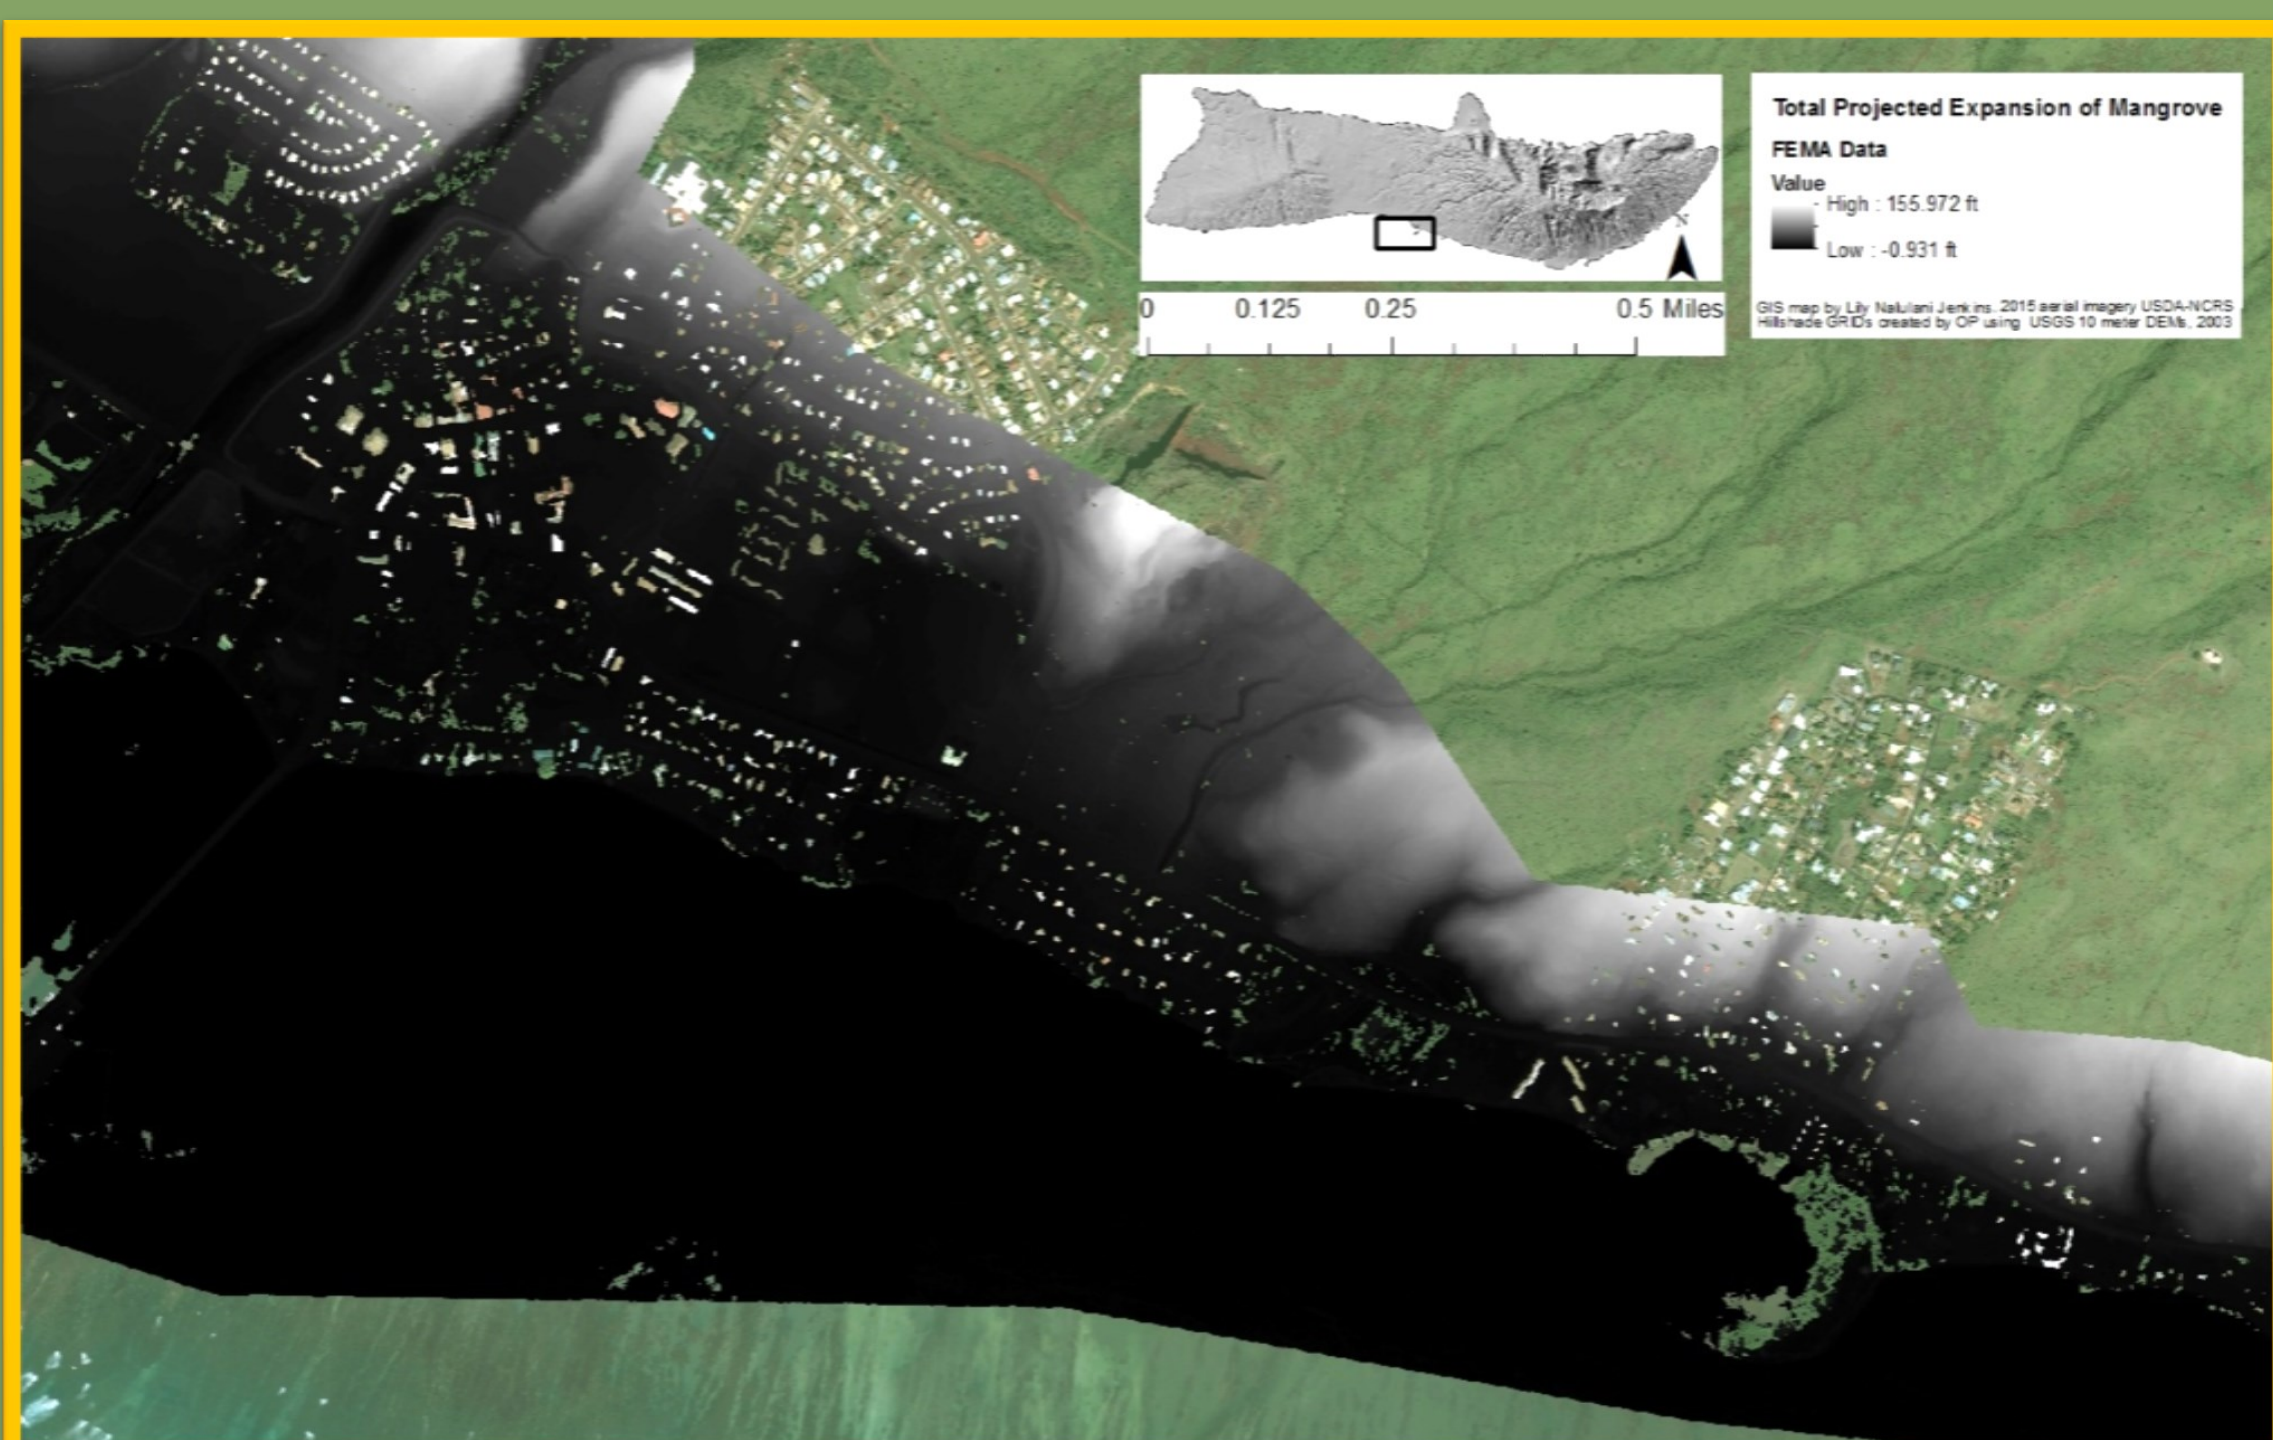 Total Projected Expansion of Mangrove
FEMA Data
Value
High : 155.972 ft
Low : -0.931 ft
N
0 0.125 0.25 0.5 Miles
GIS map by Lily Nalulani Jenkins. 2015 aerial imagery USDA-NCRS
Hillshade GRIDs created by OP using USGS 10 meter DEMs, 2003